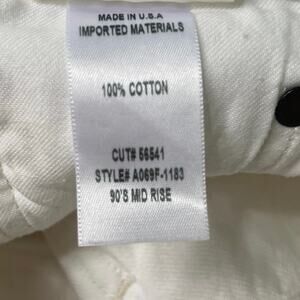 MADE IN U.S.A
IMPORTED MATERIALS
100% COTTON
CUT# 56541
STYLE# A069F-1183
90'S MID RISE